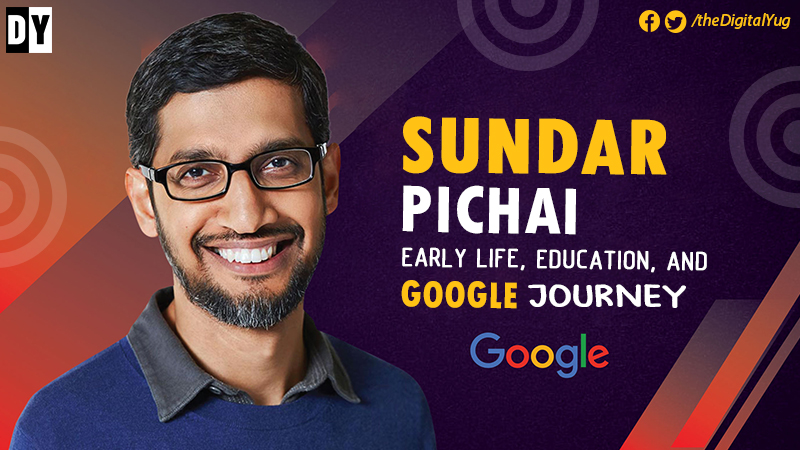 DY
/theDigitalYug
SUNDAR
PICHAI
EARLY LIFE, EDUCATION, AND
GOOGLE JOURNEY
Google